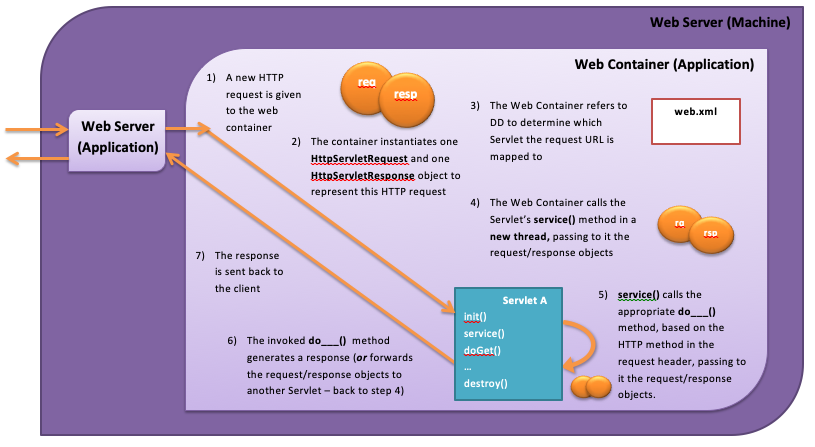 Web Server (Machine)
Web Container (Application)
Web Server
(Application)
1) A new HTTP
request is given
to the web
container
req
resp
2) The container instantiates one
HttpServletRequest and one
HttpServletResponse object to
represent this HTTP request
3) The Web Container refers to
DD to determine which
Servlet the request URL is
mapped to
web.xml
4) The Web Container calls the
Servlet's service() method in a
new thread, passing to it the
request/response objects
rq
rsp
5) service() calls the
appropriate do___()
method, based on the
HTTP method in the
request header, passing to
it the request/response
objects.
Servlet A
init()
service()
doGet()
...
destroy()
6) The invoked do___() method
generates a response (or forwards
the request/response objects to
another Servlet – back to step 4)
7) The response
is sent back to
the client